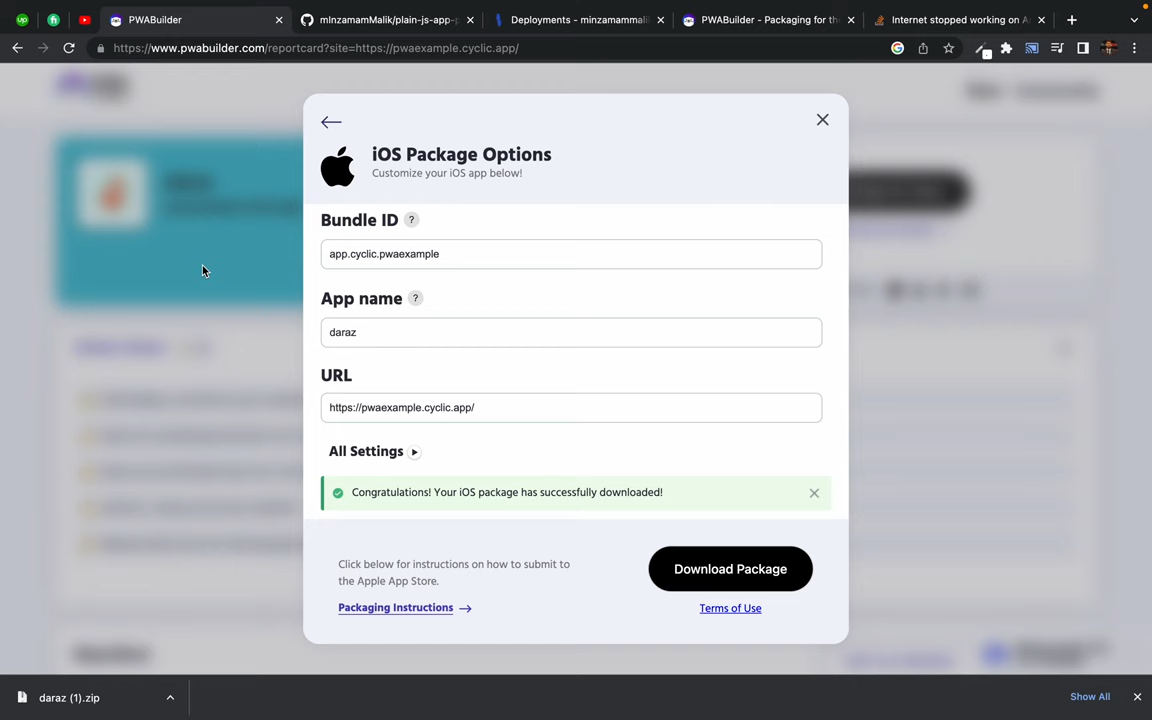 PWABuilder
mInzamamMalik/plain-js-app-p
Deployments - minzamammali
PWABuilder - Packaging for th
Internet stopped working on A
https://www.pwabuilder.com/reportcard?site=https://pwaexample.cyclic.app/
iOS Package Options
Customize your iOS app below!
Bundle ID ?
app.cyclic.pwaexample
App name ?
daraz
URL
https://pwaexample.cyclic.app/
All Settings
Congratulations! Your iOS package has successfully downloaded!
Click below for instructions on how to submit to
the Apple App Store.
Packaging Instructions
Download Package
Terms of Use
daraz (1).zip
Show All